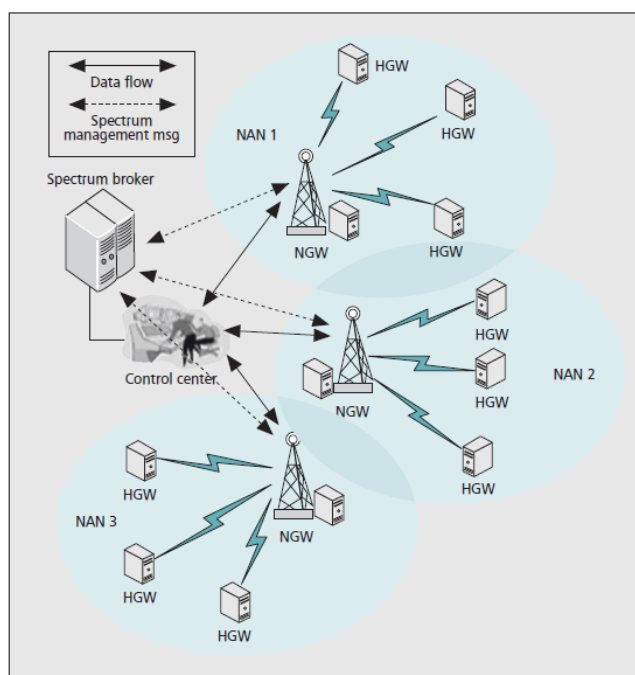 Data flow
Spectrum
management msg
Spectrum broker
Control center
NAN 1
HGW
HGW
HGW
NGW
NAN 2
HGW
HGW
HGW
NGW
NAN 3
HGW
HGW
HGW
NGW